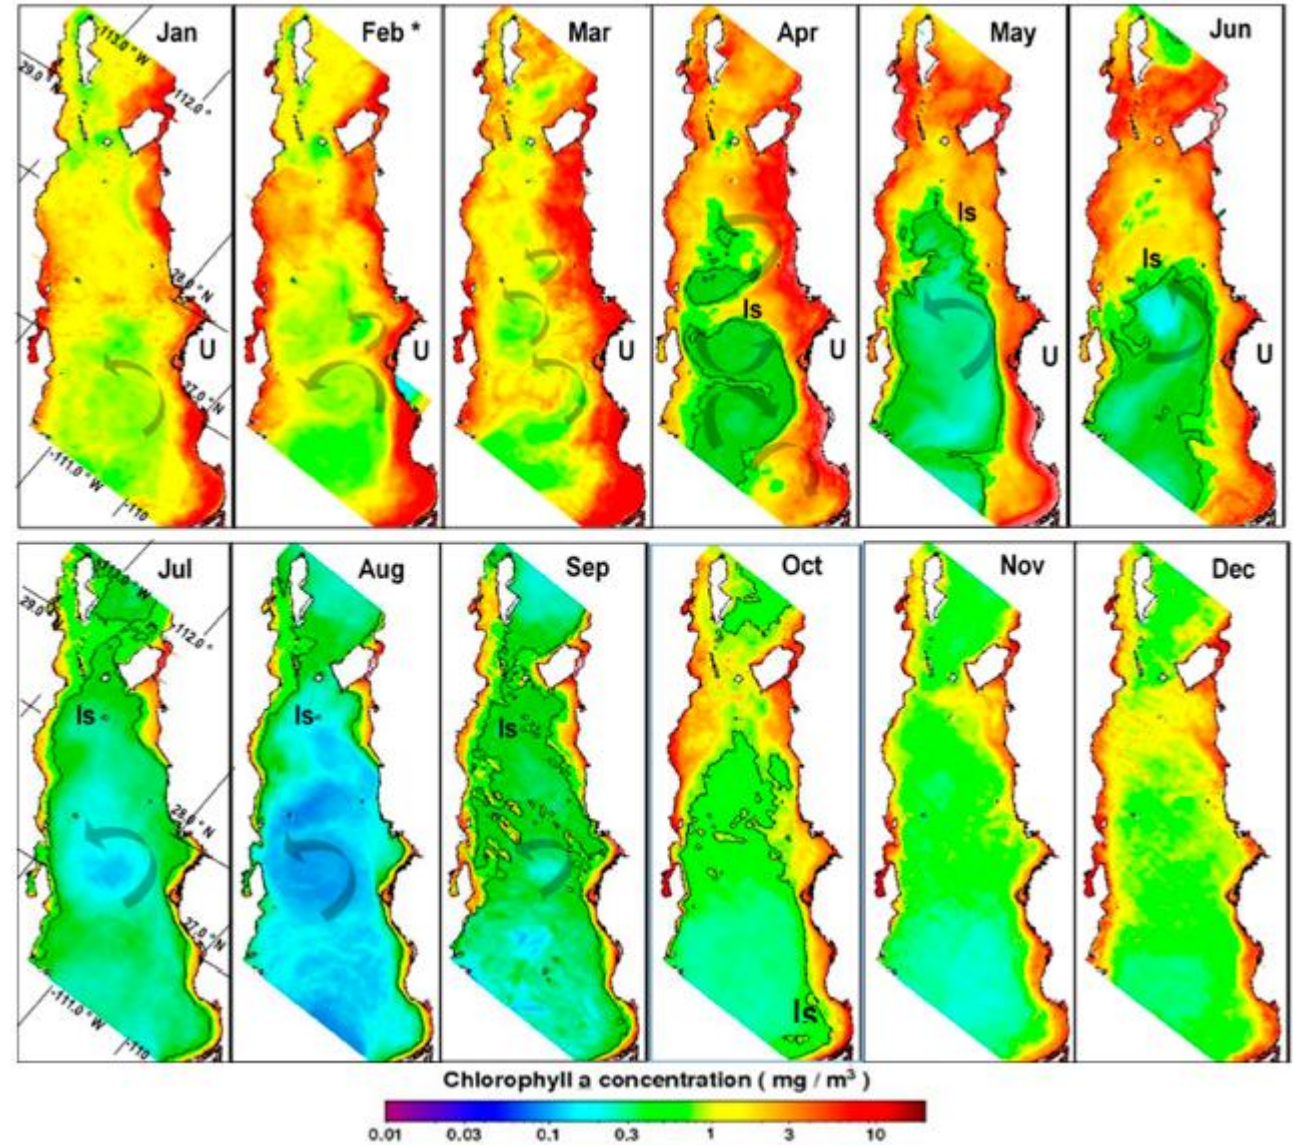 Jan
Feb *
Mar
Apr
May
Jun
-113.0 ° W
29.0 ° N
-112.0 °
28.0 ° N
27.0 ° N
-111.0 ° W
-110
U
U
U
U
U
U
Is
Is
Is
Jul
Aug
Sep
Oct
Nov
Dec
29.0 °
-112.0 °
28.0 ° N
27.0 ° N
-111.0 ° W
-110
Is
Is
Is
Is
Chlorophyll a concentration ( mg / m³ )
0.01 0.03 0.1 0.3 1 3 10